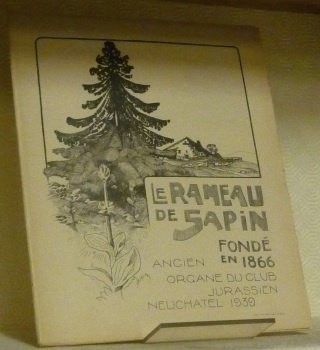 LE RAMEAU
DE SAPIN
FONDÉ
ANCIEN EN 1866
ORGANE DU CLUB
JURASSIEN
NEUCHATEL 1930